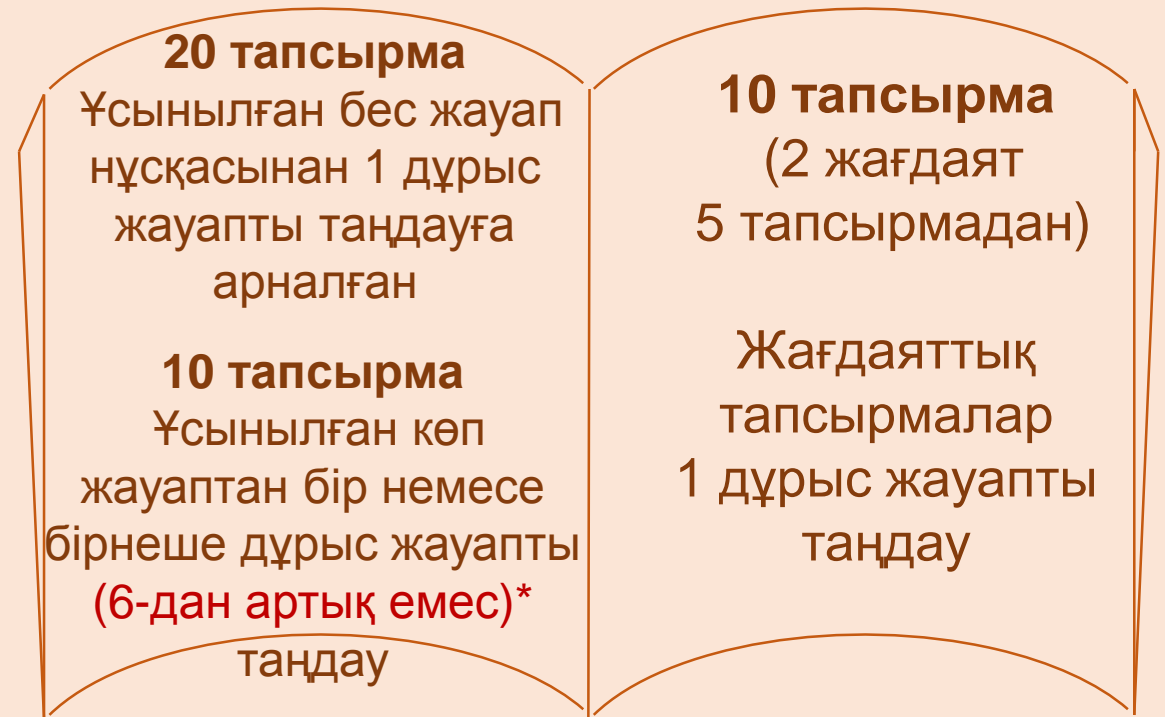 20 тапсырма
Ұсынылған бес жауап
нұсқасынан 1 дұрыс
жауапты таңдауға
арналған
10 тапсырма
Ұсынылған көп
жауаптан бір немесе
бірнеше дұрыс жауапты
(6-дан артық емес)*
таңдау
10 тапсырма
(2 жағдаят
5 тапсырмадан)
Жағдаяттық
тапсырмалар
1 дұрыс жауапты
таңдау